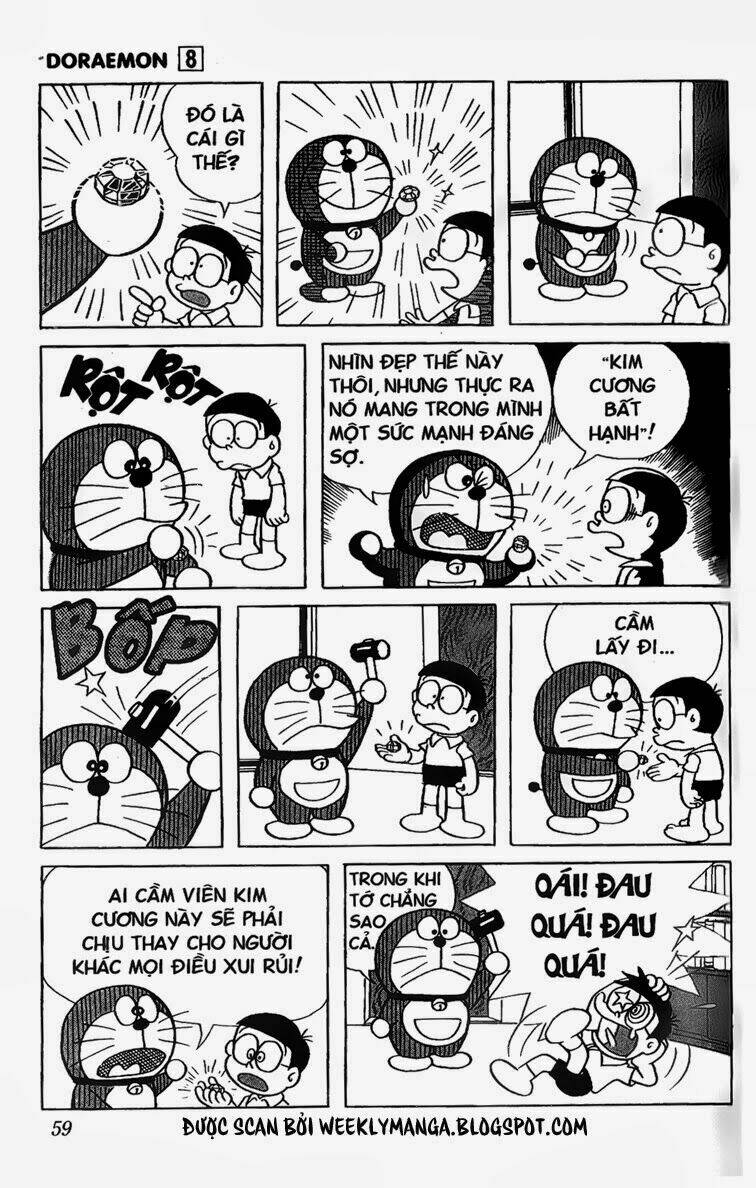 DORAEMON 8
ĐÓ LÀ
CÁI GÌ
THẾ?
“KIM
CƯƠNG
BẤT
HẠNH”!
NHÌN ĐẸP THẾ NÀY
THÔI, NHƯNG THỰC RA
NÓ MANG TRONG MÌNH
MỘT SỨC MẠNH ĐÁNG
SỢ.
RỘT
RỘT
CẦM
LẤY ĐI...
BỐP
QÁI! ĐAU
QUÁ! ĐAU
QUÁ!
TRONG KHI
TỚ CHẲNG
SAO
CẢ.
AI CẦM VIÊN KIM
CƯƠNG NÀY SẼ PHẢI
CHỊU THAY CHO NGƯỜI
KHÁC MỌI ĐIỀU XUI RỦI!
59
ĐƯỢC SCAN BỞI WEEKLYMANGA.BLOGSPOT.COM